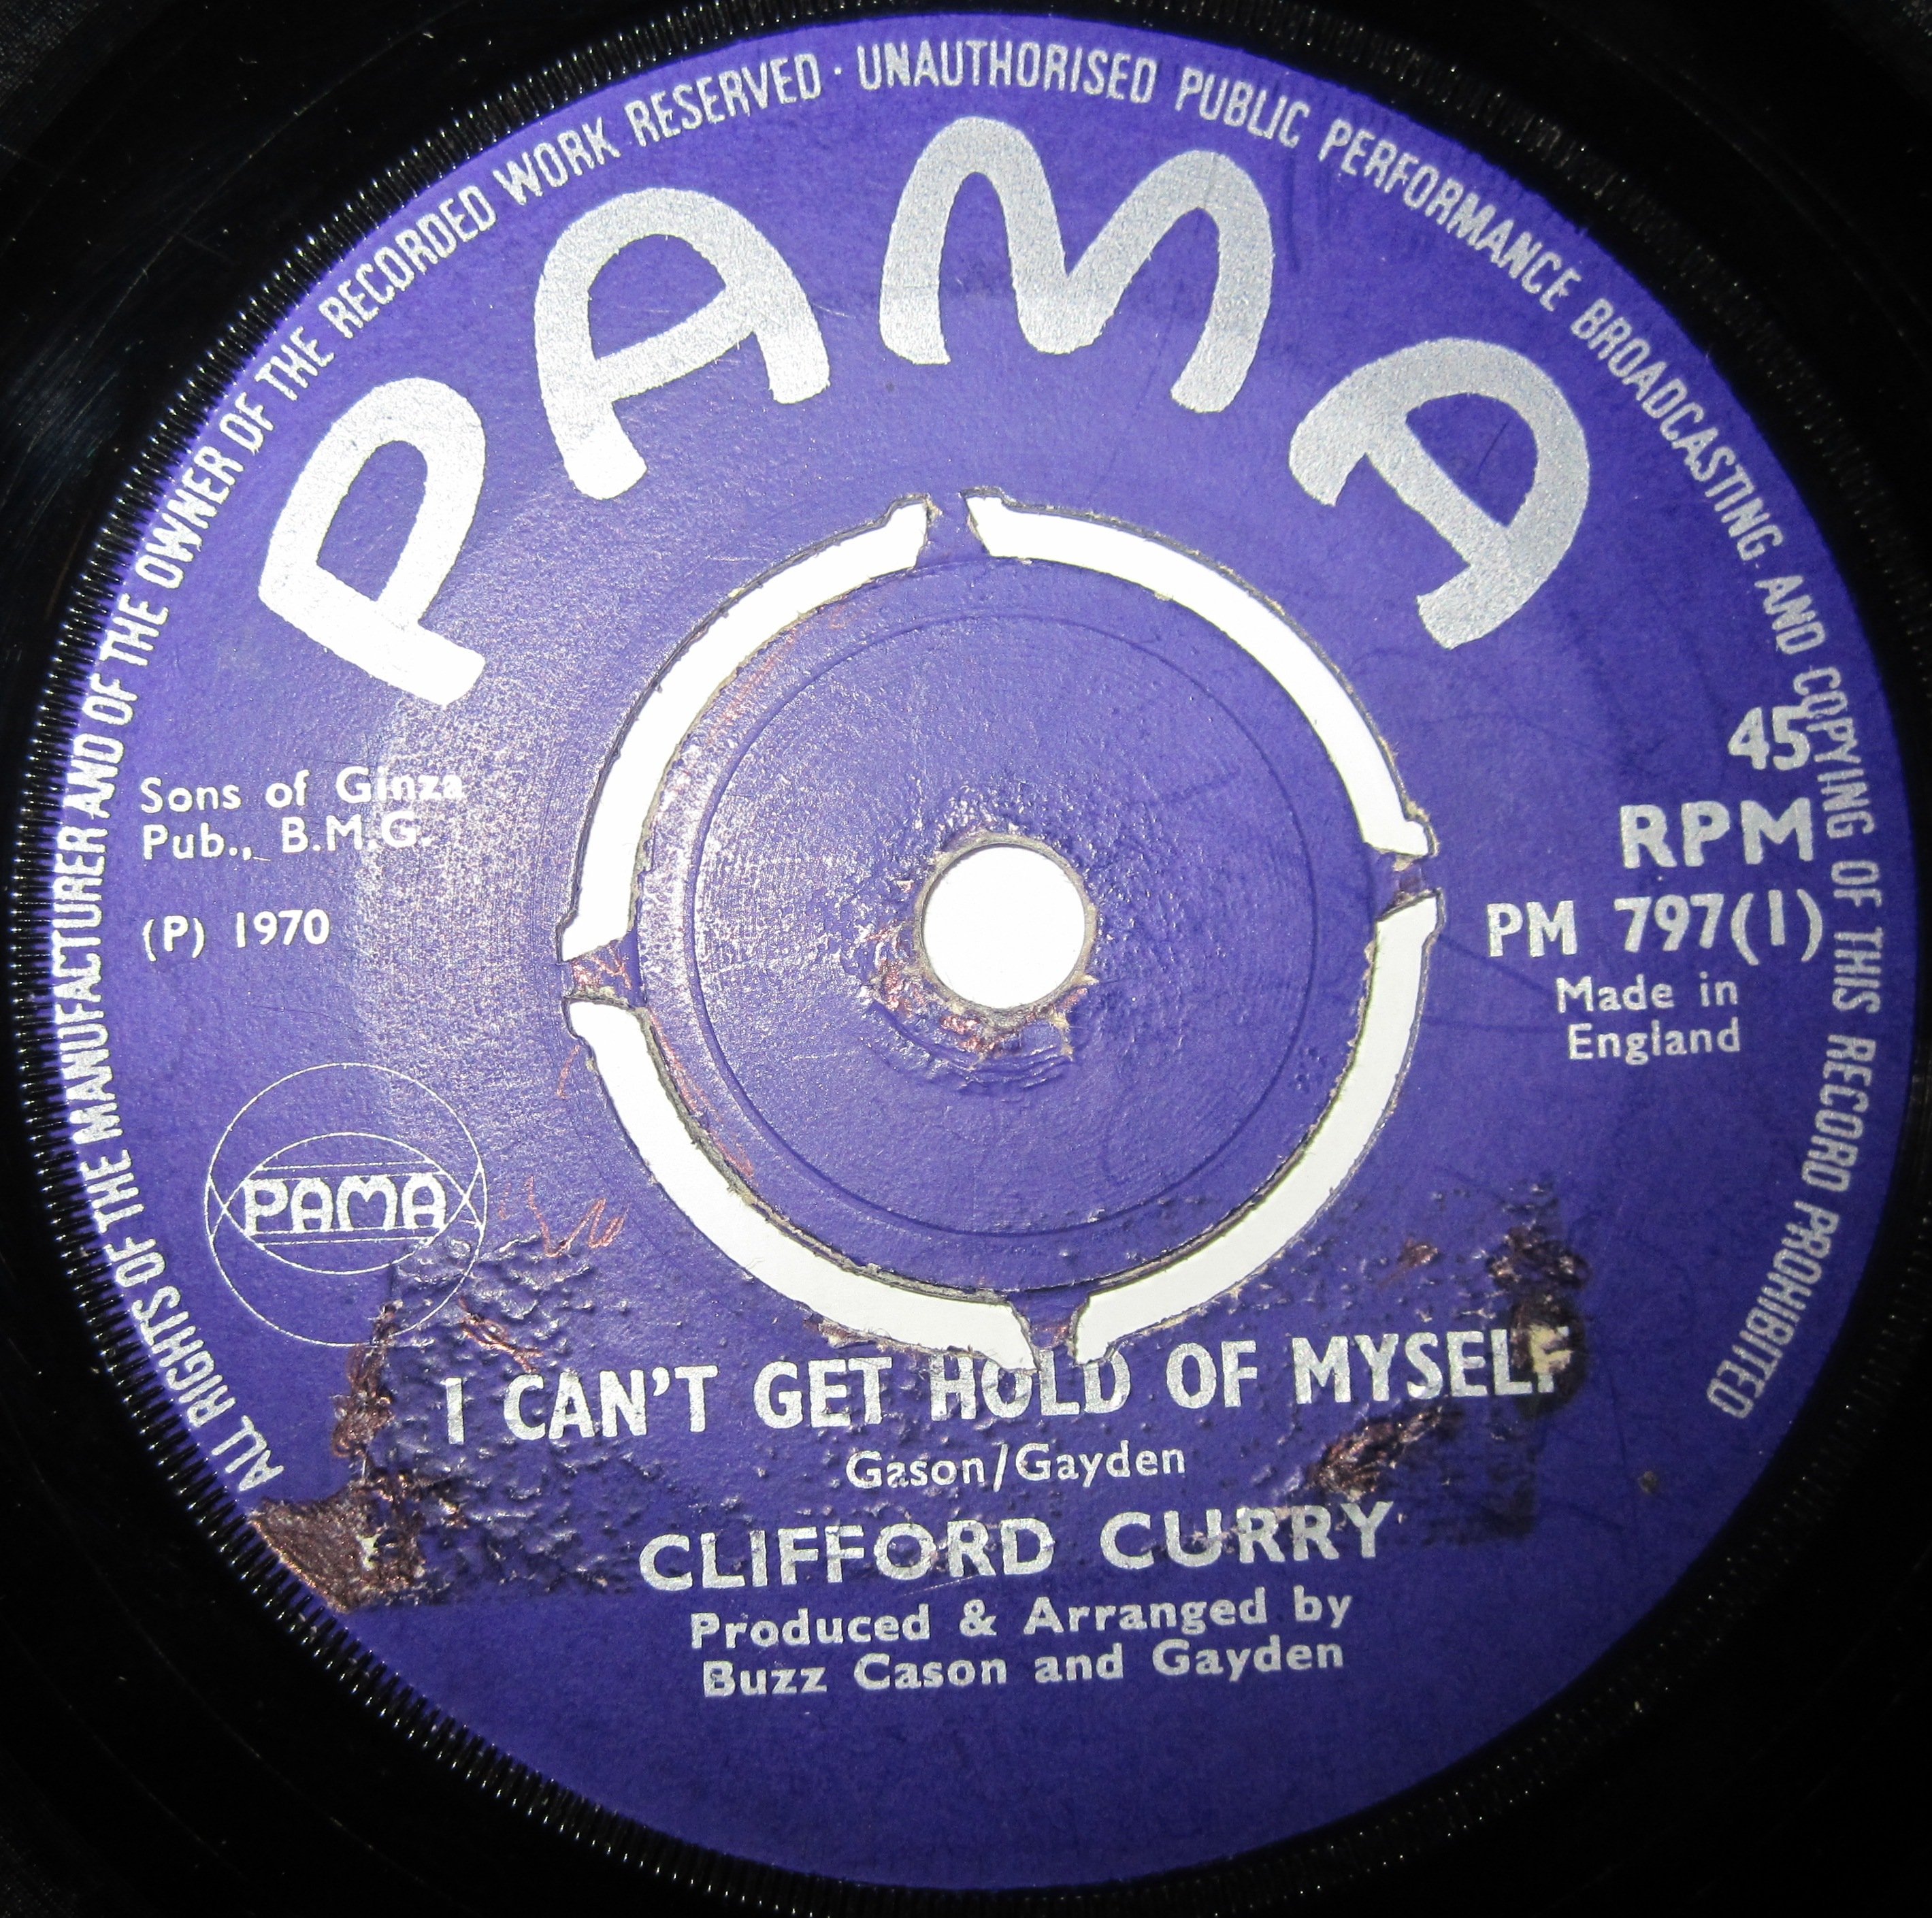 ALL RIGHTS OF THE MANUFACTURER AND OF THE OWNER OF THE RECORDED WORK RESERVED · UNAUTHORISED PUBLIC PERFORMANCE BROADCASTING AND COPYING OF THIS RECORD PROHIBITED
PAMA
Sons of Ginza
Pub., B.M.G.
(P) 1970
45
RPM
PM 797(1)
Made in
England
PAMA
I CAN'T GET HOLD OF MYSELF
Gason/Gayden
CLIFFORD CURRY
Produced & Arranged by
Buzz Cason and Gayden